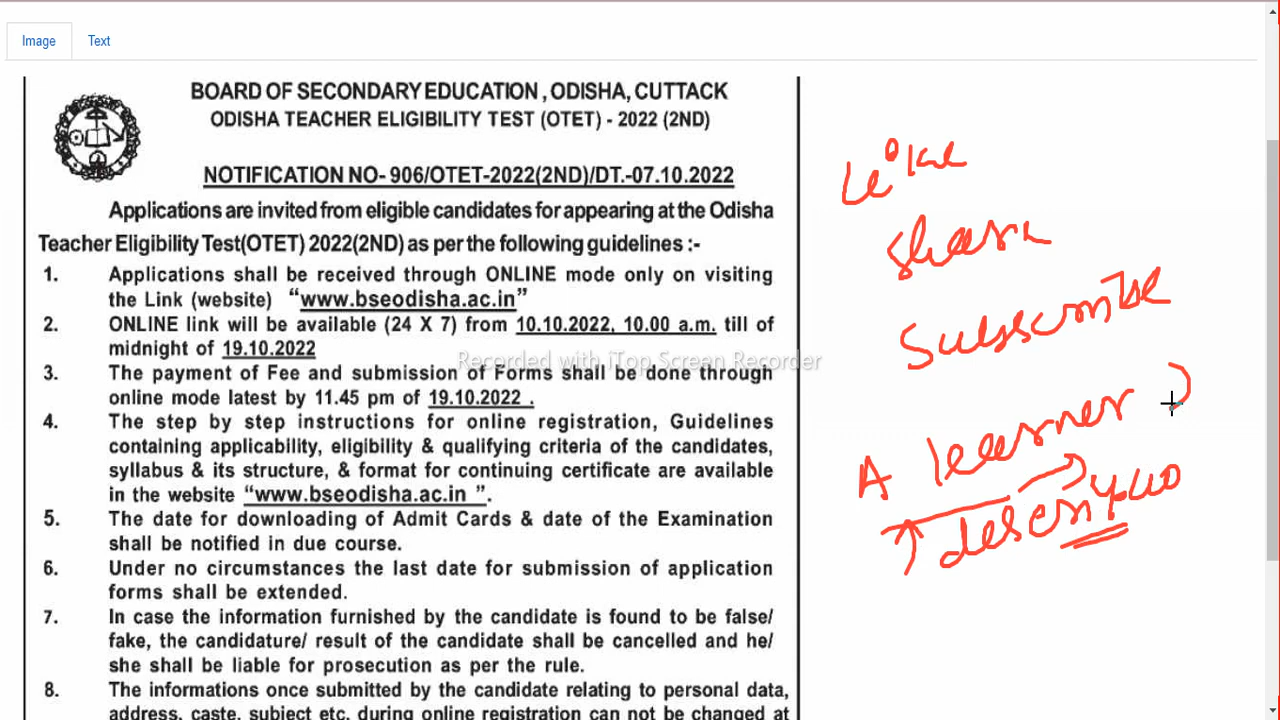 Image Text
BOARD OF SECONDARY EDUCATION , ODISHA, CUTTACK
ODISHA TEACHER ELIGIBILITY TEST (OTET) - 2022 (2ND)
NOTIFICATION NO- 906/OTET-2022(2ND)/DT.-07.10.2022
Applications are invited from eligible candidates for appearing at the Odisha
Teacher Eligibility Test(OTET) 2022(2ND) as per the following guidelines :-
1. Applications shall be received through ONLINE mode only on visiting
the Link (website) “www.bseodisha.ac.in”
2. ONLINE link will be available (24 X 7) from 10.10.2022, 10.00 a.m. till of
midnight of 19.10.2022
3. The payment of Fee and submission of Forms shall be done through
online mode latest by 11.45 pm of 19.10.2022 .
4. The step by step instructions for online registration, Guidelines
containing applicability, eligibility & qualifying criteria of the candidates,
syllabus & its structure, & format for continuing certificate are available
in the website “www.bseodisha.ac.in ”.
5. The date for downloading of Admit Cards & date of the Examination
shall be notified in due course.
6. Under no circumstances the last date for submission of application
forms shall be extended.
7. In case the information furnished by the candidate is found to be false/
fake, the candidature/ result of the candidate shall be cancelled and he/
she shall be liable for prosecution as per the rule.
8. The informations once submitted by the candidate relating to personal data,
address, caste, subject etc. during online registration can not be changed at
Recorded with iTop Screen Recorder
Like
Share
Subscribe
A learner